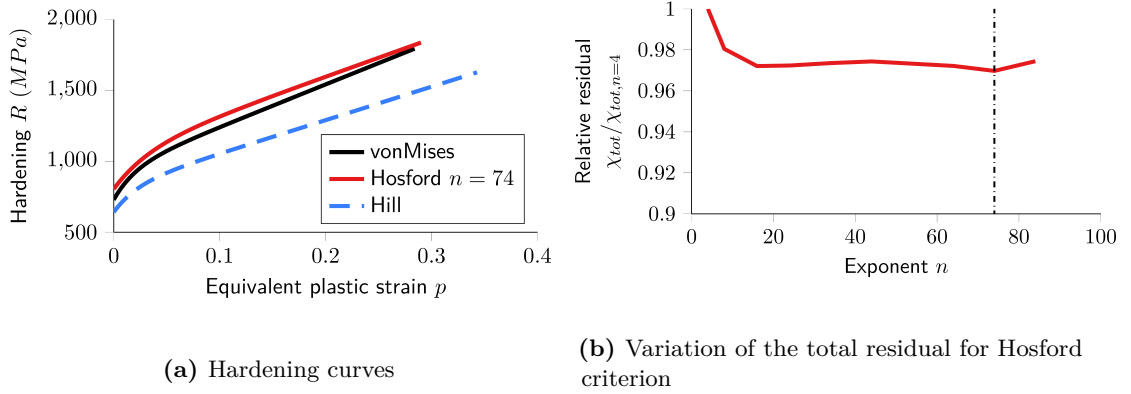 2,000
1,500
1,000
500
0
0.1
0.2
0.3
0.4
Hardening R (MPa)
Equivalent plastic strain p
vonMises
Hosford n = 74
Hill
(a) Hardening curves
1
0.98
0.96
0.94
0.92
0.9
0
20
40
60
80
100
Relative residual
χtot/χtot,n=4
Exponent n
(b) Variation of the total residual for Hosford
criterion